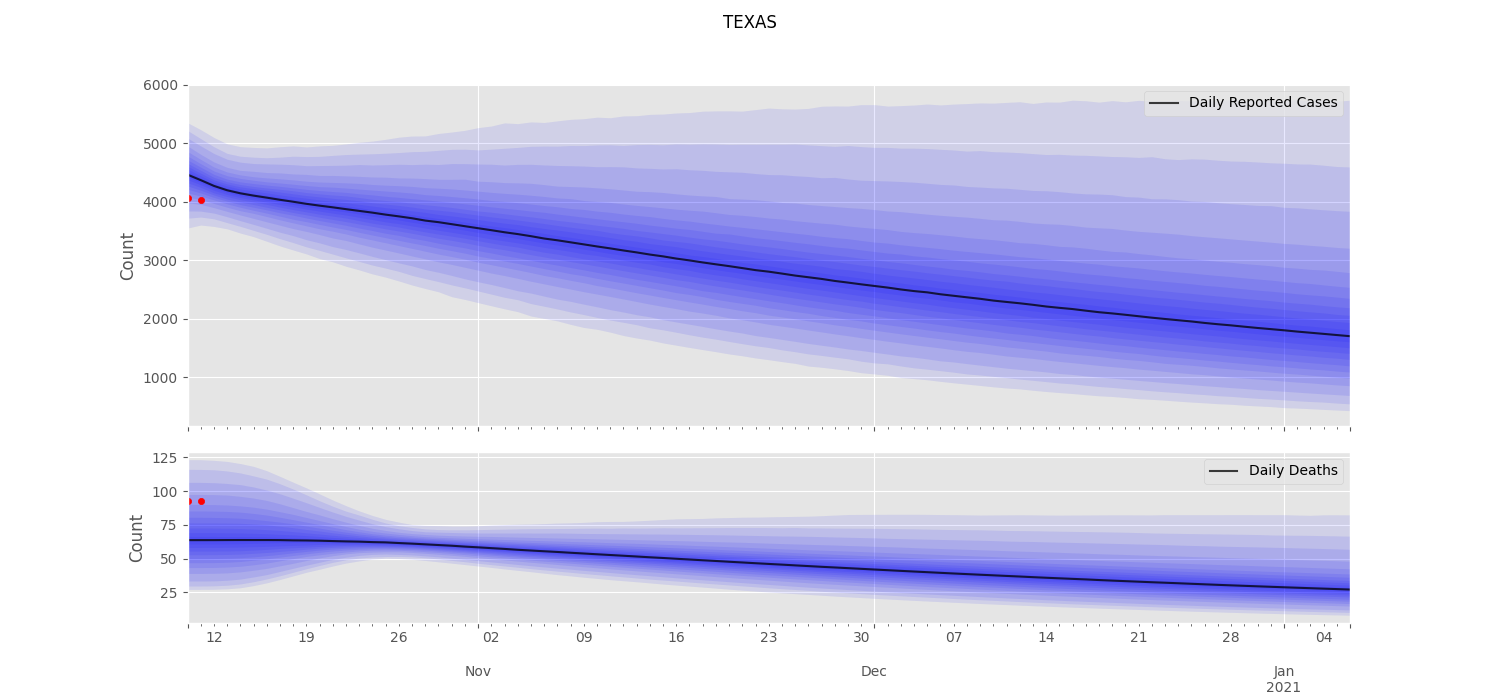 TEXAS
6000
5000
4000
3000
2000
1000
Count
Daily Reported Cases
125
100
75
50
25
Count
Daily Deaths
12 19 26 02 09 16 23 30 07 14 21 28 04
Nov Dec Jan
2021